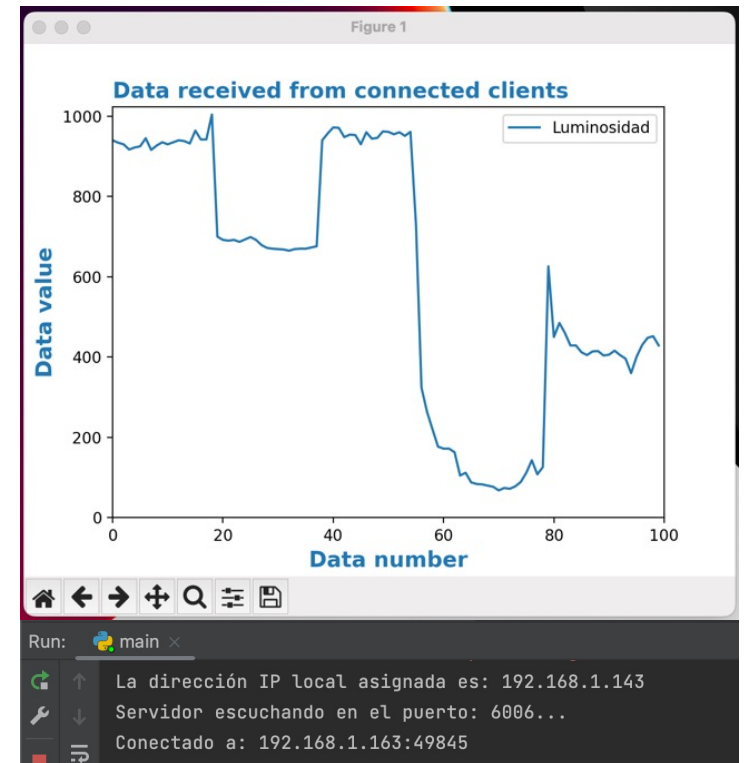 Figure 1
Data received from connected clients
Luminosidad
1000
800
600
400
200
0
Data value
0 20 40 60 80 100
Data number
Run: main
La dirección IP local asignada es: 192.168.1.143
Servidor escuchando en el puerto: 6006...
Conectado a: 192.168.1.163:49845